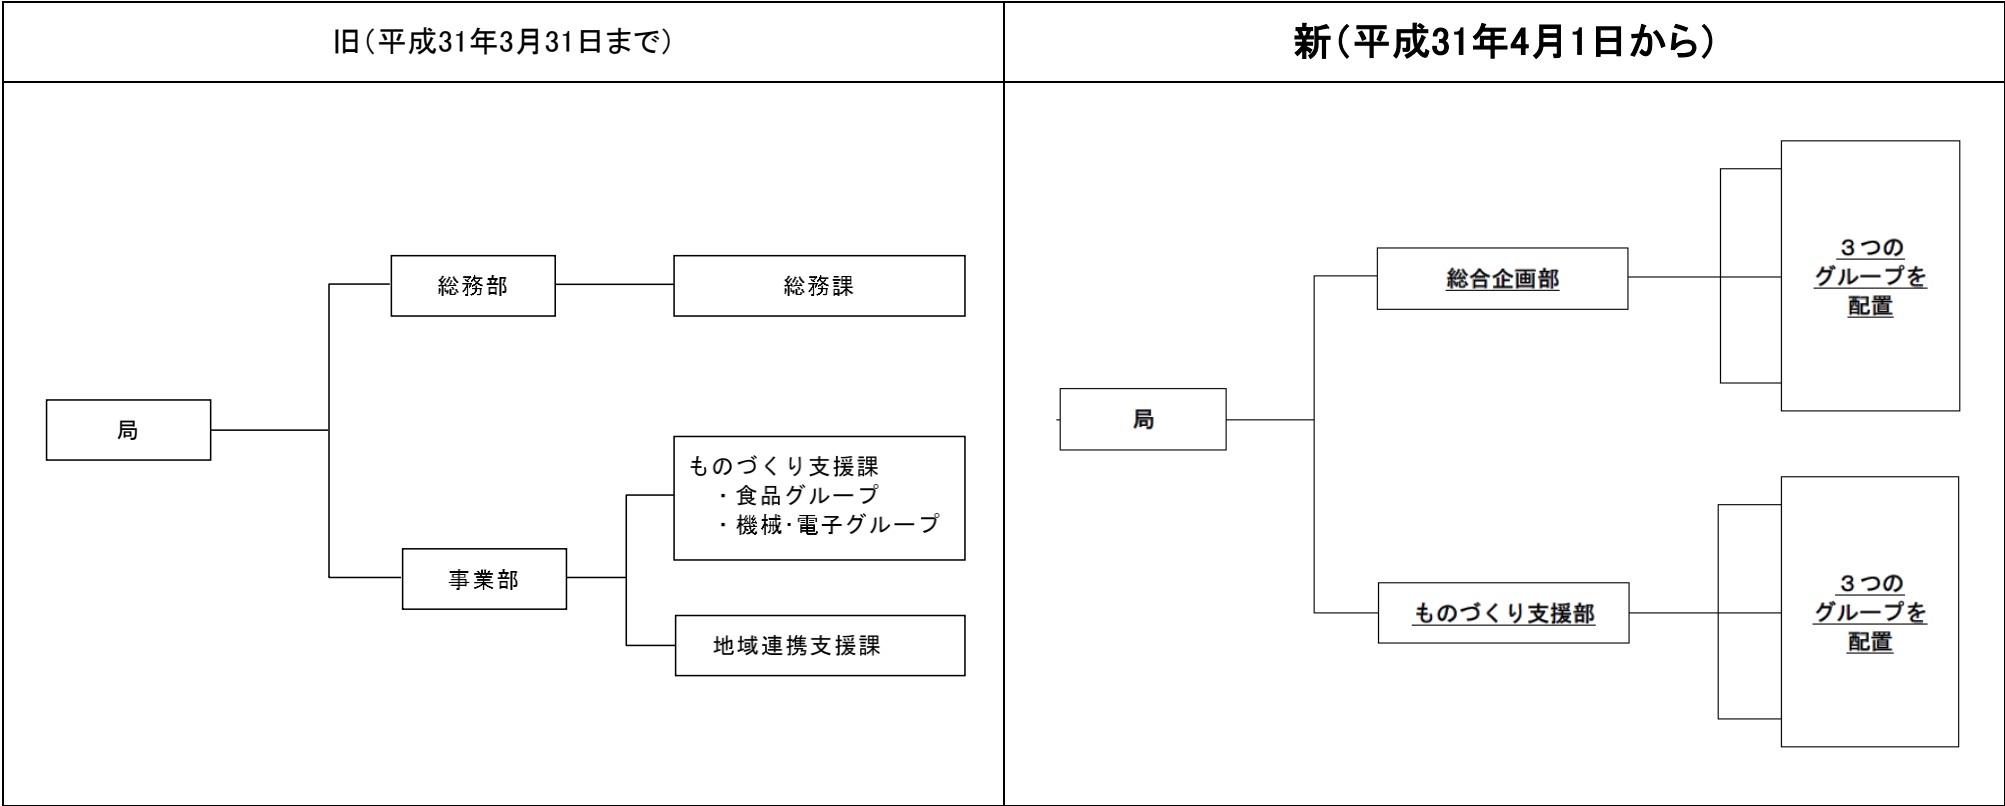 旧（平成31年3月31日まで）
新（平成31年4月1日から）
局
総務部
総務課
事業部
ものづくり支援課
・食品グループ
・機械・電子グループ
地域連携支援課
局
総合企画部
３つの
グループを
配置
ものづくり支援部
３つの
グループを
配置